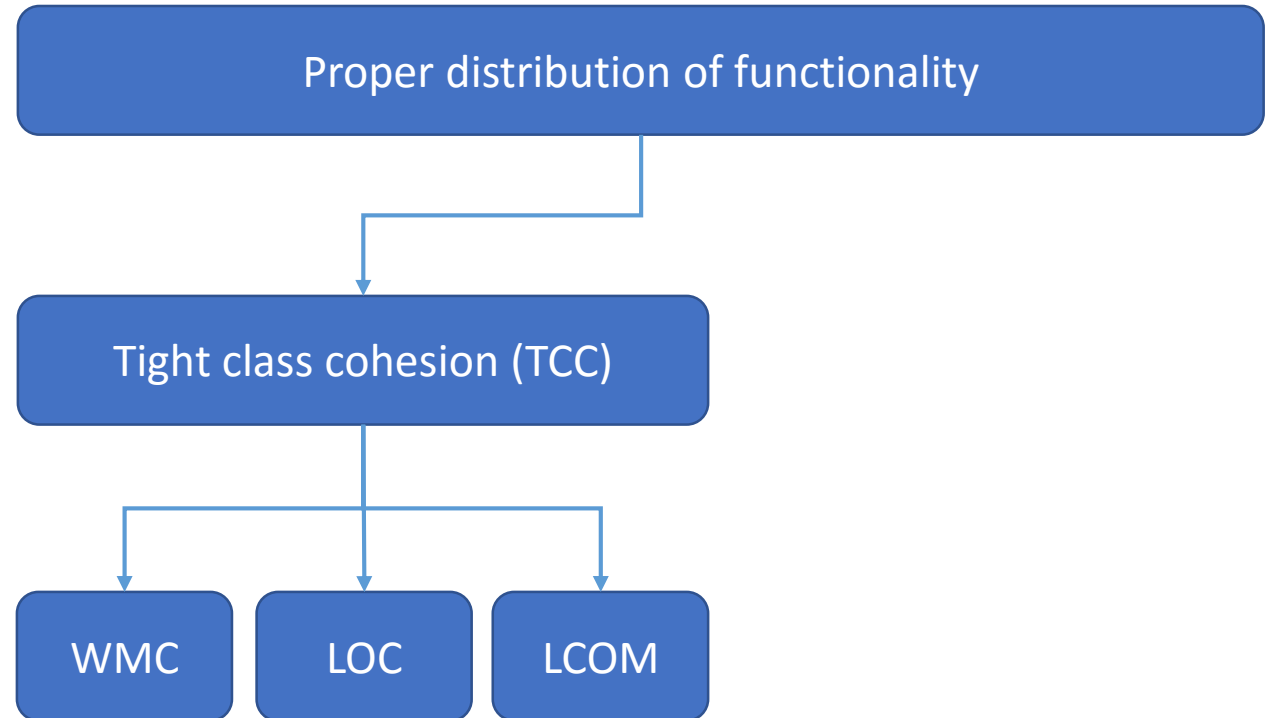 Proper distribution of functionality
Tight class cohesion (TCC)
WMC
LOC
LCOM